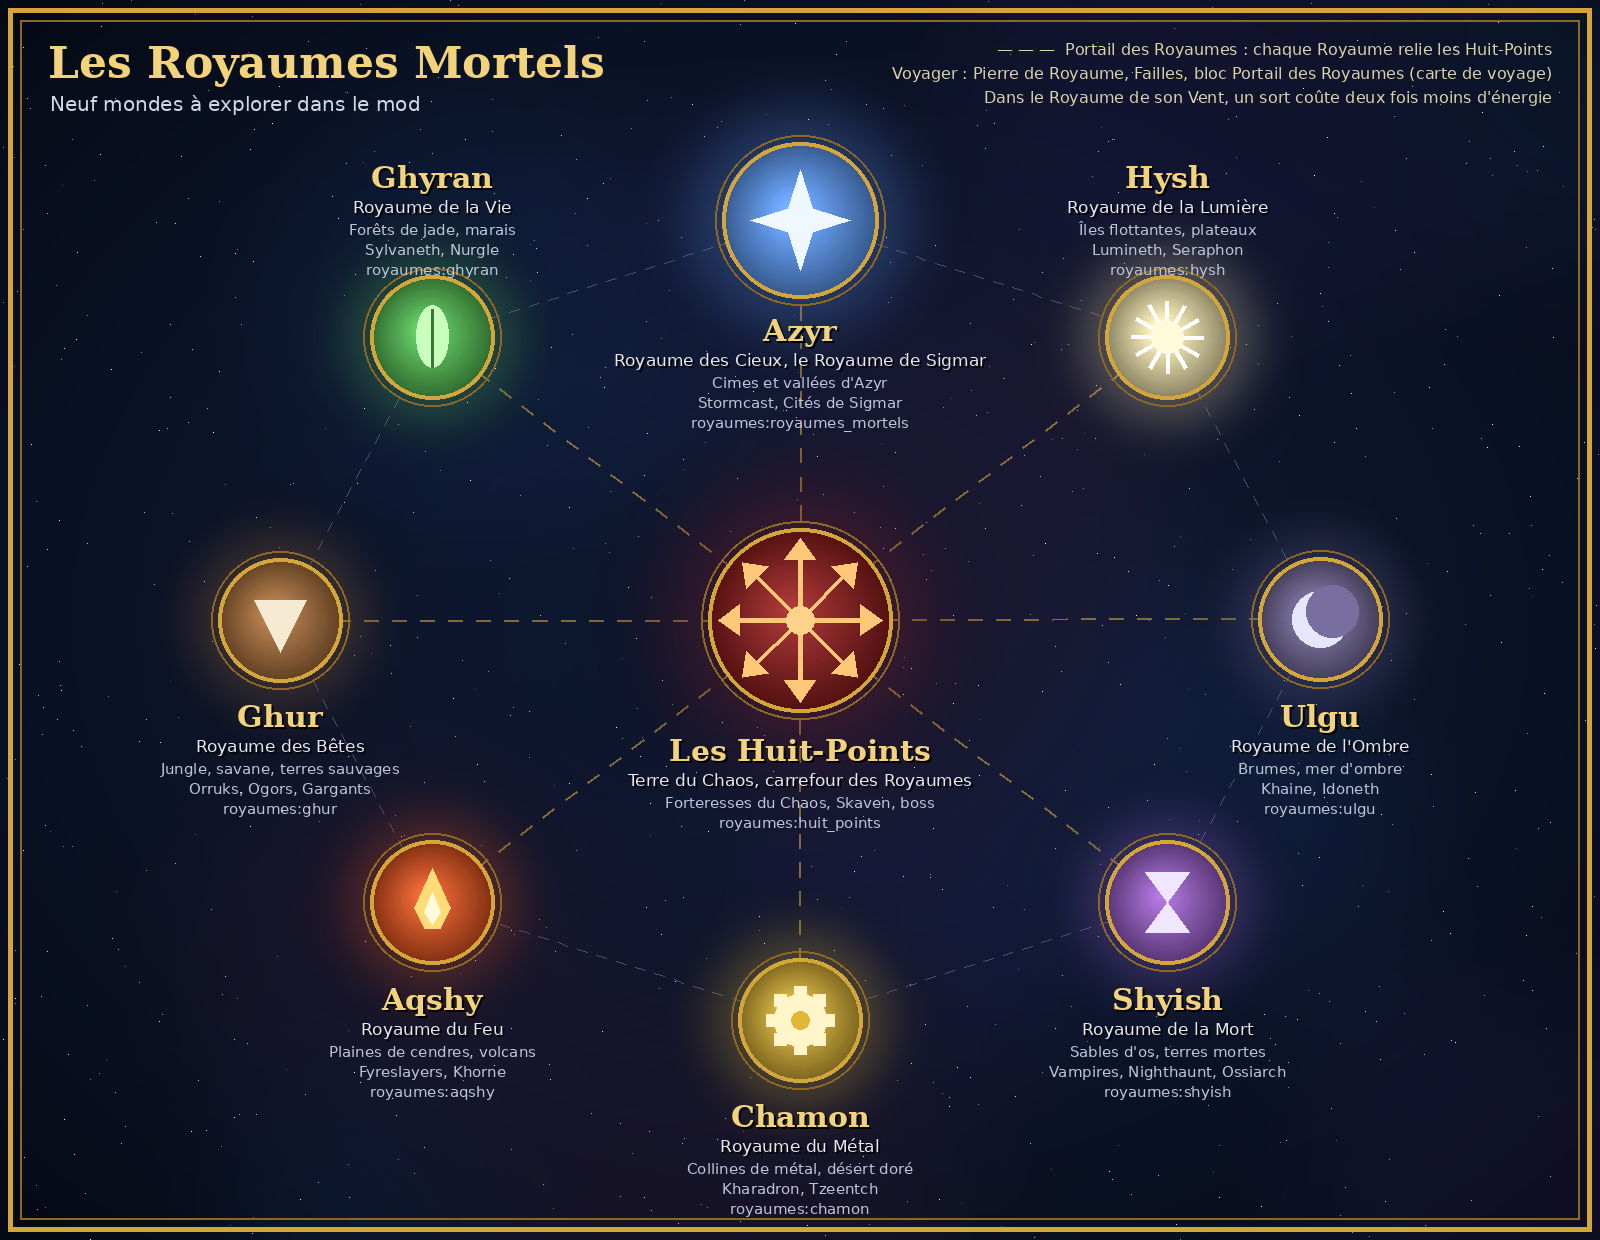 Les Royaumes Mortels
Neuf mondes à explorer dans le mod
— — — Portail des Royaumes : chaque Royaume relie les Huit-Points
Voyager : Pierre de Royaume, Failles, bloc Portail des Royaumes (carte de voyage)
Dans le Royaume de son Vent, un sort coûte deux fois moins d'énergie
Ghyran
Royaume de la Vie
Forêts de jade, marais
Sylvaneth, Nurgle
royaumes:ghyran
Hysh
Royaume de la Lumière
Îles flottantes, plateaux
Lumineth, Seraphon
royaumes:hysh
Azyr
Royaume des Cieux, le Royaume de Sigmar
Cimes et vallées d'Azyr
Stormcast, Cités de Sigmar
royaumes:royaumes_mortels
Ghur
Royaume des Bêtes
Jungle, savane, terres sauvages
Orruks, Ogors, Gargants
royaumes:ghur
Les Huit-Points
Terre du Chaos, carrefour des Royaumes
Forteresses du Chaos, Skaven, boss
royaumes:huit_points
Ulgu
Royaume de l'Ombre
Brumes, mer d'ombre
Khaine, Idoneth
royaumes:ulgu
Aqshy
Royaume du Feu
Plaines de cendres, volcans
Fyreslayers, Khorne
royaumes:aqshy
Shyish
Royaume de la Mort
Sables d'os, terres mortes
Vampires, Nighthaunt, Ossiarch
royaumes:shyish
Chamon
Royaume du Métal
Collines de métal, désert doré
Kharadron, Tzeentch
royaumes:chamon